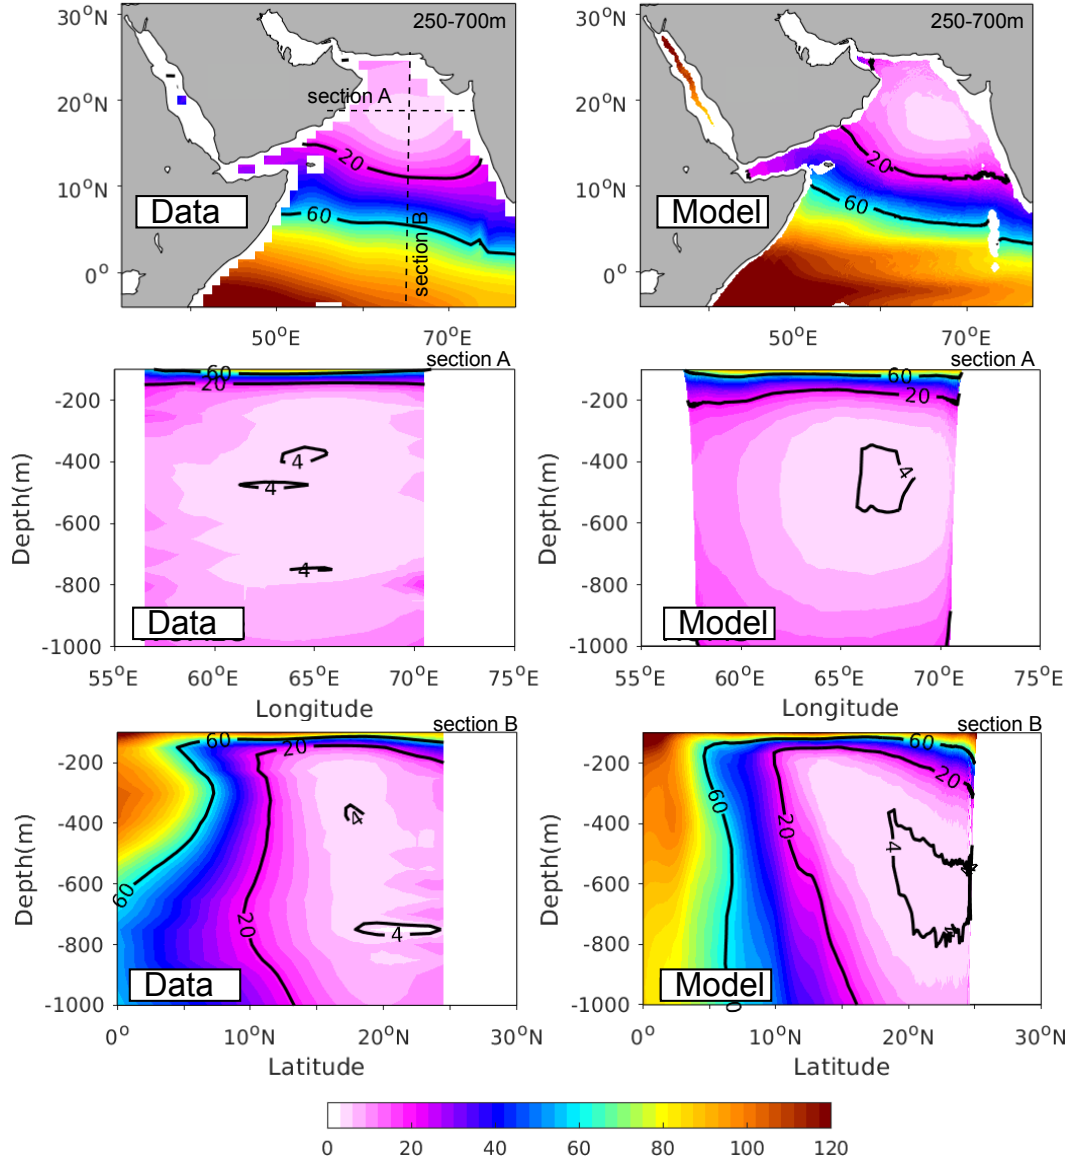 30°N
250-700m
250-700m
30°N
section A
20°N
20°N
20
20
10°N
10°N
Data
60
section B
Model
60
0°
0°
50°E
70°E
50°E
70°E
section A
section A
60
20
60
20
-200
-200
4
4
-400
-400
4
-600
-600
4
-800
-800
Data
Model
-1000
-1000
Depth(m)
Depth(m)
55°E
60°E
65°E
70°E
75°E
55°E
60°E
65°E
70°E
75°E
Longitude
Longitude
section B
section B
60
20
60
20
-200
-200
4
60
20
-400
-400
4
60
-600
-600
4
20
4
-800
-800
4
Data
Model
-1000
-1000
0
Depth(m)
Depth(m)
0°
10°N
20°N
30°N
0°
10°N
20°N
30°N
Latitude
Latitude
0
20
40
60
80
100
120